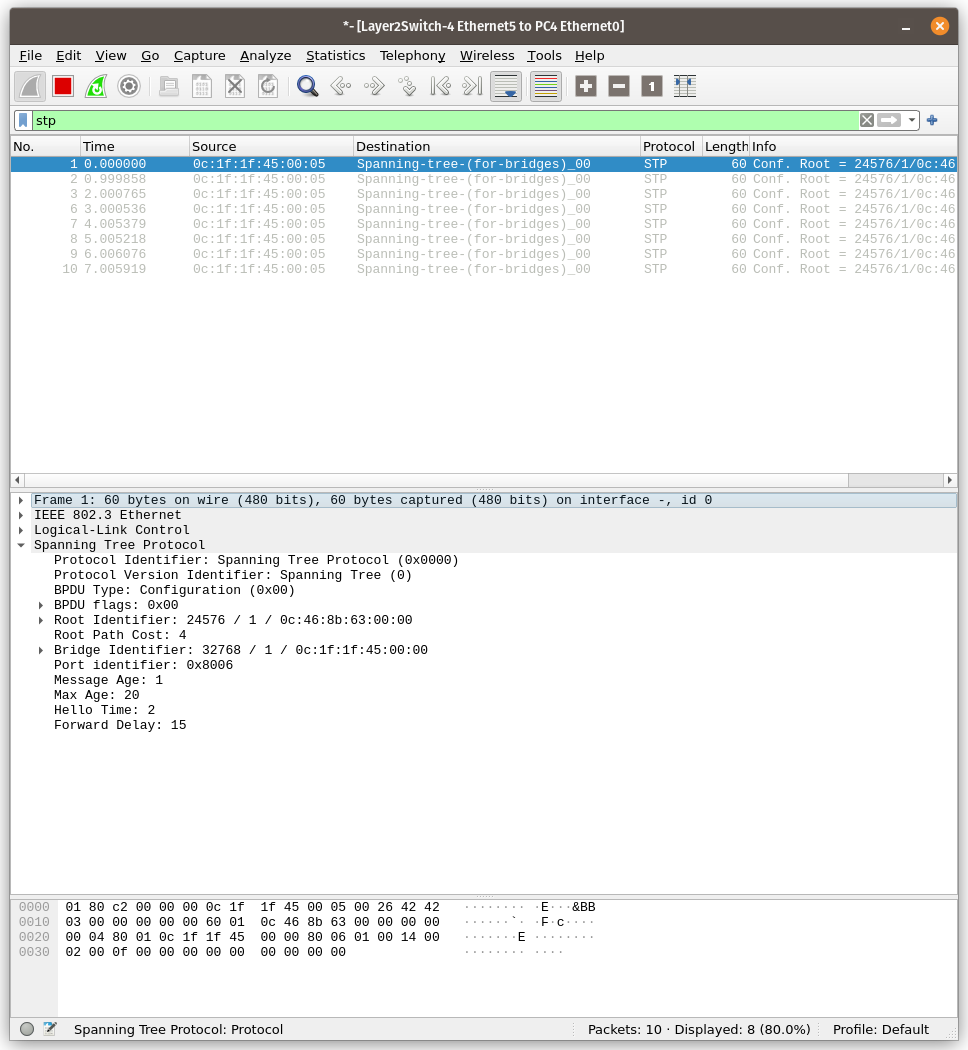 *- [Layer2Switch-4 Ethernet5 to PC4 Ethernet0]
File Edit View Go Capture Analyze Statistics Telephony Wireless Tools Help
1
stp
No. Time Source Destination Protocol Length Info
1 0.000000 0c:1f:1f:45:00:05 Spanning-tree-(for-bridges)_00 STP 60 Conf. Root = 24576/1/0c:46
2 0.999858 0c:1f:1f:45:00:05 Spanning-tree-(for-bridges)_00 STP 60 Conf. Root = 24576/1/0c:46
3 2.000765 0c:1f:1f:45:00:05 Spanning-tree-(for-bridges)_00 STP 60 Conf. Root = 24576/1/0c:46
6 3.000536 0c:1f:1f:45:00:05 Spanning-tree-(for-bridges)_00 STP 60 Conf. Root = 24576/1/0c:46
7 4.005379 0c:1f:1f:45:00:05 Spanning-tree-(for-bridges)_00 STP 60 Conf. Root = 24576/1/0c:46
8 5.005218 0c:1f:1f:45:00:05 Spanning-tree-(for-bridges)_00 STP 60 Conf. Root = 24576/1/0c:46
9 6.006076 0c:1f:1f:45:00:05 Spanning-tree-(for-bridges)_00 STP 60 Conf. Root = 24576/1/0c:46
10 7.005919 0c:1f:1f:45:00:05 Spanning-tree-(for-bridges)_00 STP 60 Conf. Root = 24576/1/0c:46
Frame 1: 60 bytes on wire (480 bits), 60 bytes captured (480 bits) on interface -, id 0
IEEE 802.3 Ethernet
Logical-Link Control
Spanning Tree Protocol
Protocol Identifier: Spanning Tree Protocol (0x0000)
Protocol Version Identifier: Spanning Tree (0)
BPDU Type: Configuration (0x00)
BPDU flags: 0x00
Root Identifier: 24576 / 1 / 0c:46:8b:63:00:00
Root Path Cost: 4
Bridge Identifier: 32768 / 1 / 0c:1f:1f:45:00:00
Port identifier: 0x8006
Message Age: 1
Max Age: 20
Hello Time: 2
Forward Delay: 15
0000 01 80 c2 00 00 00 0c 1f 1f 45 00 05 00 26 42 42 ········ ·E···&BB
0010 03 00 00 00 00 00 60 01 0c 46 8b 63 00 00 00 00 ······`· ·F·c····
0020 00 04 80 01 0c 1f 1f 45 00 00 80 06 01 00 14 00 ·······E ········
0030 02 00 0f 00 00 00 00 00 00 00 00 00 ········ ····
Spanning Tree Protocol: Protocol Packets: 10 · Displayed: 8 (80.0%) Profile: Default